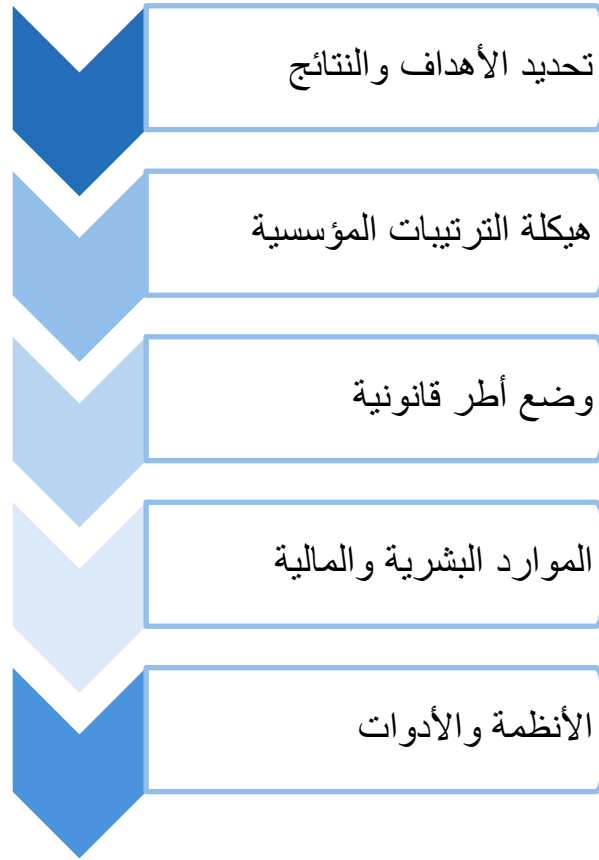 تحديد الأهداف والنتائج
هيكلة الترتيبات المؤسسية
وضع أطر قانونية
الموارد البشرية والمالية
الأنظمة والأدوات